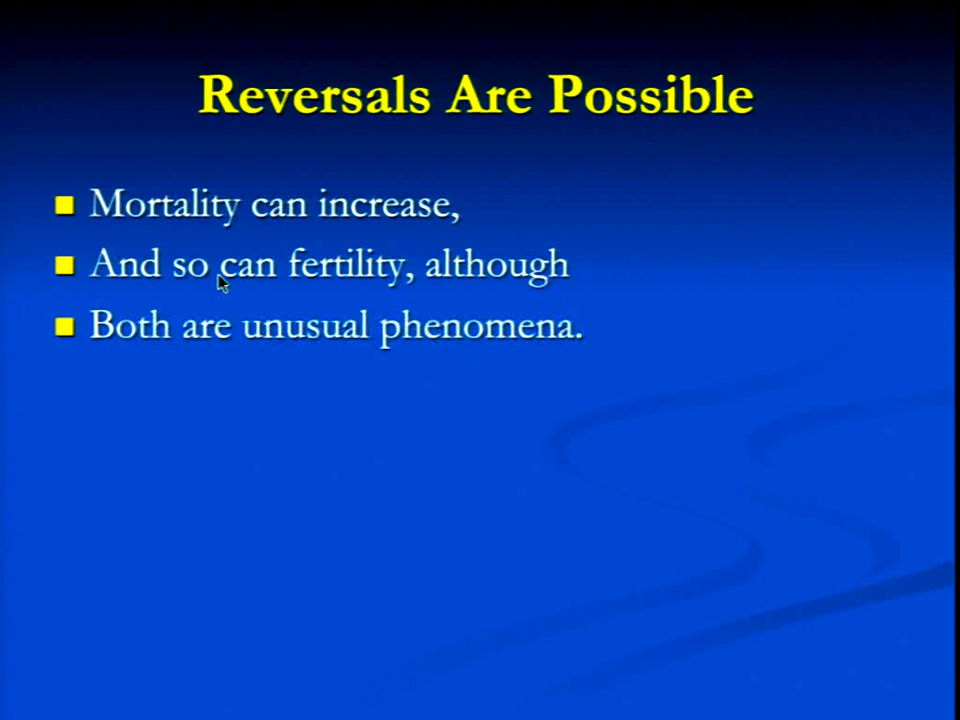 Reversals Are Possible
Mortality can increase,
And so can fertility, although
Both are unusual phenomena.